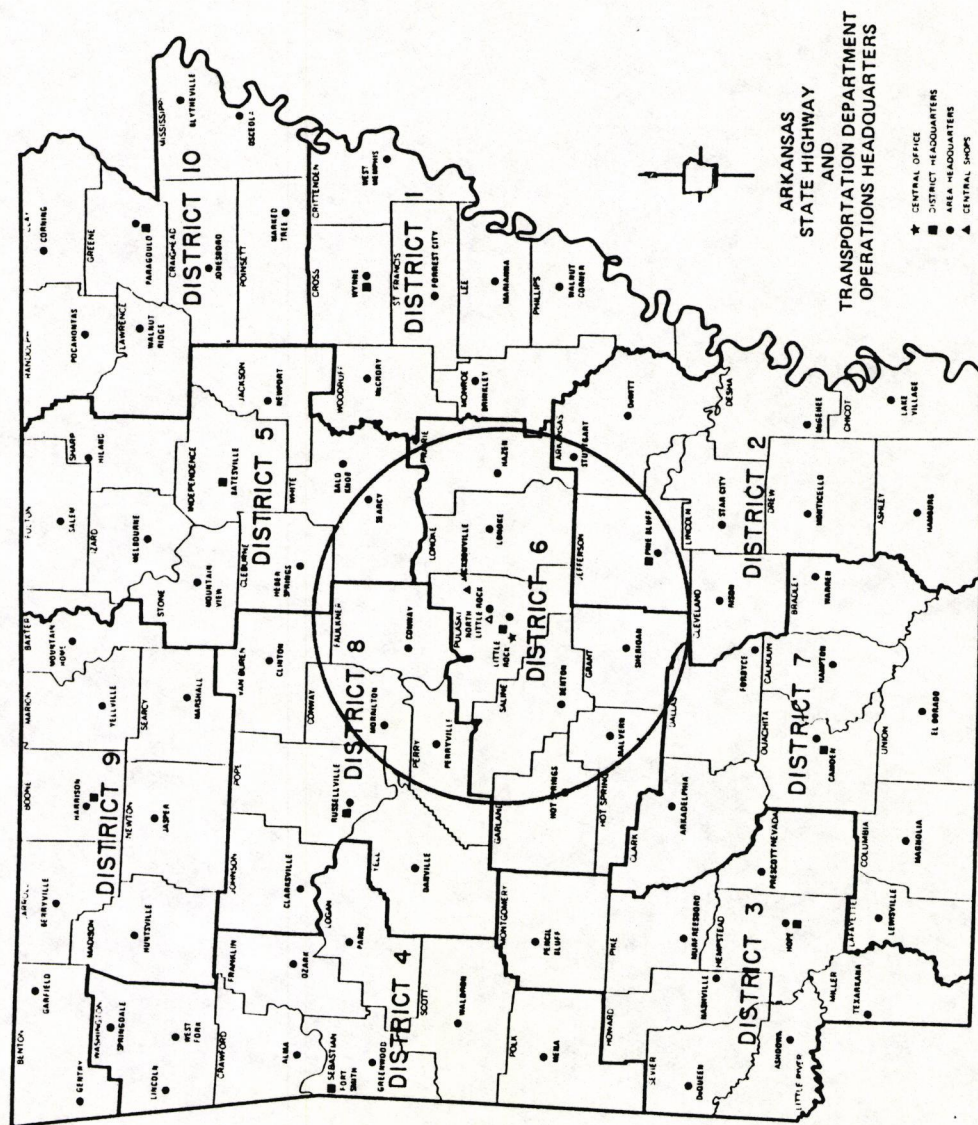 BENTON
MARION
BAXTER
GARFIELD
BERRYVILLE
HARRISON
YELLVILLE
MOUNTAIN
HOME
SALEM
SHARP
HILAND
POCAHONTAS
CORNING
GENTRY
WASHINGTON
SPRINGDALE
MADISON
DISTRICT 9
NEWTON
SEARCY
IZARD
MELBOURNE
LAWRENCE
WALNUT
RIDGE
GREENE
PARAGOULD
CRAIGHEAD
MISSISSIPPI
BLYTHEVILLE
LINCOLN
WEST
FORK
HUNTSVILLE
JASPER
MARSHALL
STONE
MOUNTAIN
VIEW
INDEPENDENCE
BATESVILLE
JACKSON
NEWPORT
DISTRICT 10
JONESBORO
POINSETT
MARKED
TREE
OSCEOLA
CRAWFORD
FRANKLIN
JOHNSON
POPE
VAN BUREN
CLINTON
CLEBURNE
HEBER
SPRINGS
DISTRICT 5
WHITE
BALD
KNOB
SEARCY
WOODRUFF
McCRORY
CROSS
WYNNE
CRITTENDEN
WEST
MEMPHIS
ALMA
OZARK
CLARKSVILLE
RUSSELLVILLE
CONWAY
MORRILTON
DISTRICT 8
FAULKNER
CONWAY
ST FRANCIS
FORREST CITY
DISTRICT 1
SEBASTIAN
FORT
SMITH
GREENWOOD
LOGAN
PARIS
YELL
DANVILLE
PERRY
PERRYVILLE
PULASKI
NORTH
LITTLE ROCK
JACKSONVILLE
LONOKE
LONOKE
PRAIRIE
HAZEN
MONROE
BRINKLEY
LEE
MARIANNA
DISTRICT 4
SCOTT
WALDRON
LITTLE
ROCK
SALINE
BENTON
DISTRICT 6
PHILLIPS
WALNUT
CORNER
POLK
MENA
MONTGOMERY
PENCIL
BLUFF
GARLAND
HOT SPRINGS
HOT SPRING
MALVERN
GRANT
SHERIDAN
JEFFERSON
PINE BLUFF
ARKANSAS
STUTTGART
DEWITT
SEVIER
DeQUEEN
HOWARD
PIKE
MURFREESBORO
NASHVILLE
HEMPSTEAD
CLARK
ARKADELPHIA
DALLAS
FORDYCE
CLEVELAND
RISON
LINCOLN
STAR CITY
DESHA
LITTLE RIVER
ASHDOWN
DISTRICT 3
HOPE
PRESCOTT
NEVADA
OUACHITA
CAMDEN
DISTRICT 7
CALHOUN
HAMPTON
BRADLEY
WARREN
DISTRICT 2
DREW
MONTICELLO
McGEHEE
MILLER
TEXARKANA
LAFAYETTE
LEWISVILLE
COLUMBIA
MAGNOLIA
UNION
EL DORADO
ASHLEY
HAMBURG
CHICOT
LAKE
VILLAGE
ARKANSAS
STATE HIGHWAY
AND
TRANSPORTATION DEPARTMENT
OPERATIONS HEADQUARTERS
CENTRAL OFFICE
DISTRICT HEADQUARTERS
AREA HEADQUARTERS
CENTRAL SHOPS